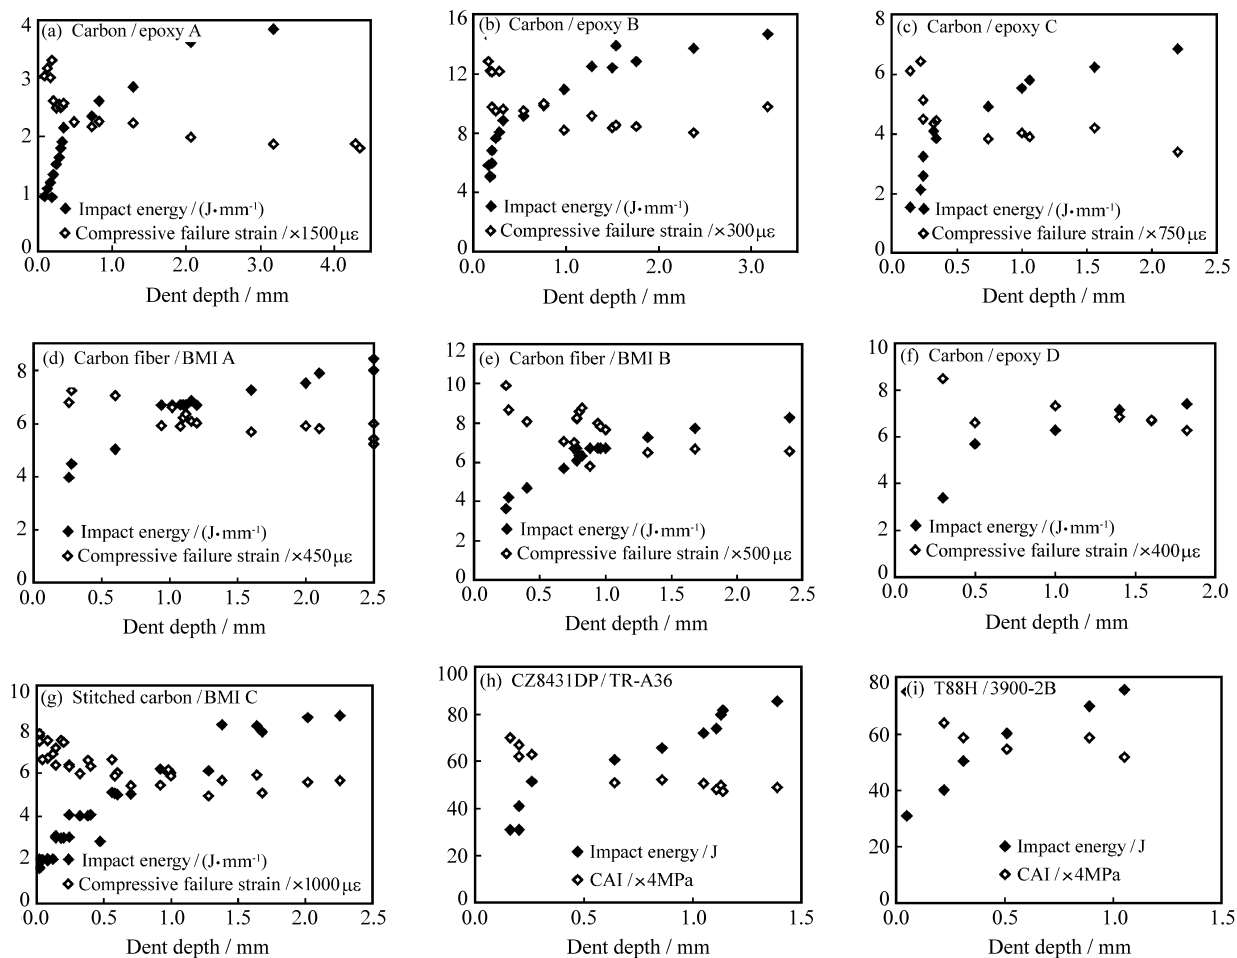 (a) Carbon/epoxy A
4
3
2
1
0
◆ Impact energy/(J·mm⁻¹)
◇ Compressive failure strain/×1500με
0.0 1.0 2.0 3.0 4.0
Dent depth / mm
(b) Carbon/epoxy B
16
12
8
4
0
◆ Impact energy/(J·mm⁻¹)
◇ Compressive failure strain/×300με
0.0 1.0 2.0 3.0
Dent depth / mm
(c) Carbon/epoxy C
8
6
4
2
0
◆ Impact energy/(J·mm⁻¹)
◇ Compressive failure strain/×750με
0.0 0.5 1.0 1.5 2.0 2.5
Dent depth / mm
(d) Carbon fiber/BMI A
8
6
4
2
0
◆ Impact energy/(J·mm⁻¹)
◇ Compressive failure strain/×450με
0.0 0.5 1.0 1.5 2.0 2.5
Dent depth / mm
(e) Carbon fiber/BMI B
12
10
8
6
4
2
0
◆ Impact energy/(J·mm⁻¹)
◇ Compressive failure strain/×500με
0.0 0.5 1.0 1.5 2.0 2.5
Dent depth / mm
(f) Carbon/epoxy D
10
8
6
4
2
0
◆ Impact energy/(J·mm⁻¹)
◇ Compressive failure strain/×400με
0.0 0.5 1.0 1.5 2.0
Dent depth / mm
(g) Stitched carbon/BMI C
10
8
6
4
2
0
◆ Impact energy/(J·mm⁻¹)
◇ Compressive failure strain/×1000με
0.0 0.5 1.0 1.5 2.0 2.5
Dent depth / mm
(h) CZ8431DP/TR-A36
100
80
60
40
20
0
◆ Impact energy/J
◇ CAI/×4MPa
0.0 0.5 1.0 1.5
Dent depth / mm
(i) T88H/3900-2B
80
60
40
20
0
◆ Impact energy/J
◇ CAI/×4MPa
0.0 0.5 1.0 1.5
Dent depth / mm